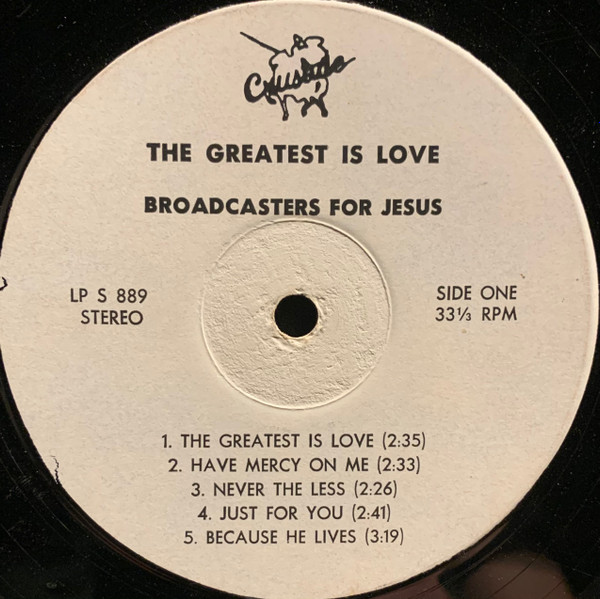 Crusade
THE GREATEST IS LOVE
BROADCASTERS FOR JESUS
LP S 889
STEREO
SIDE ONE
33⅓ RPM
1. THE GREATEST IS LOVE (2:35)
2. HAVE MERCY ON ME (2:33)
3. NEVER THE LESS (2:26)
4. JUST FOR YOU (2:41)
5. BECAUSE HE LIVES (3:19)